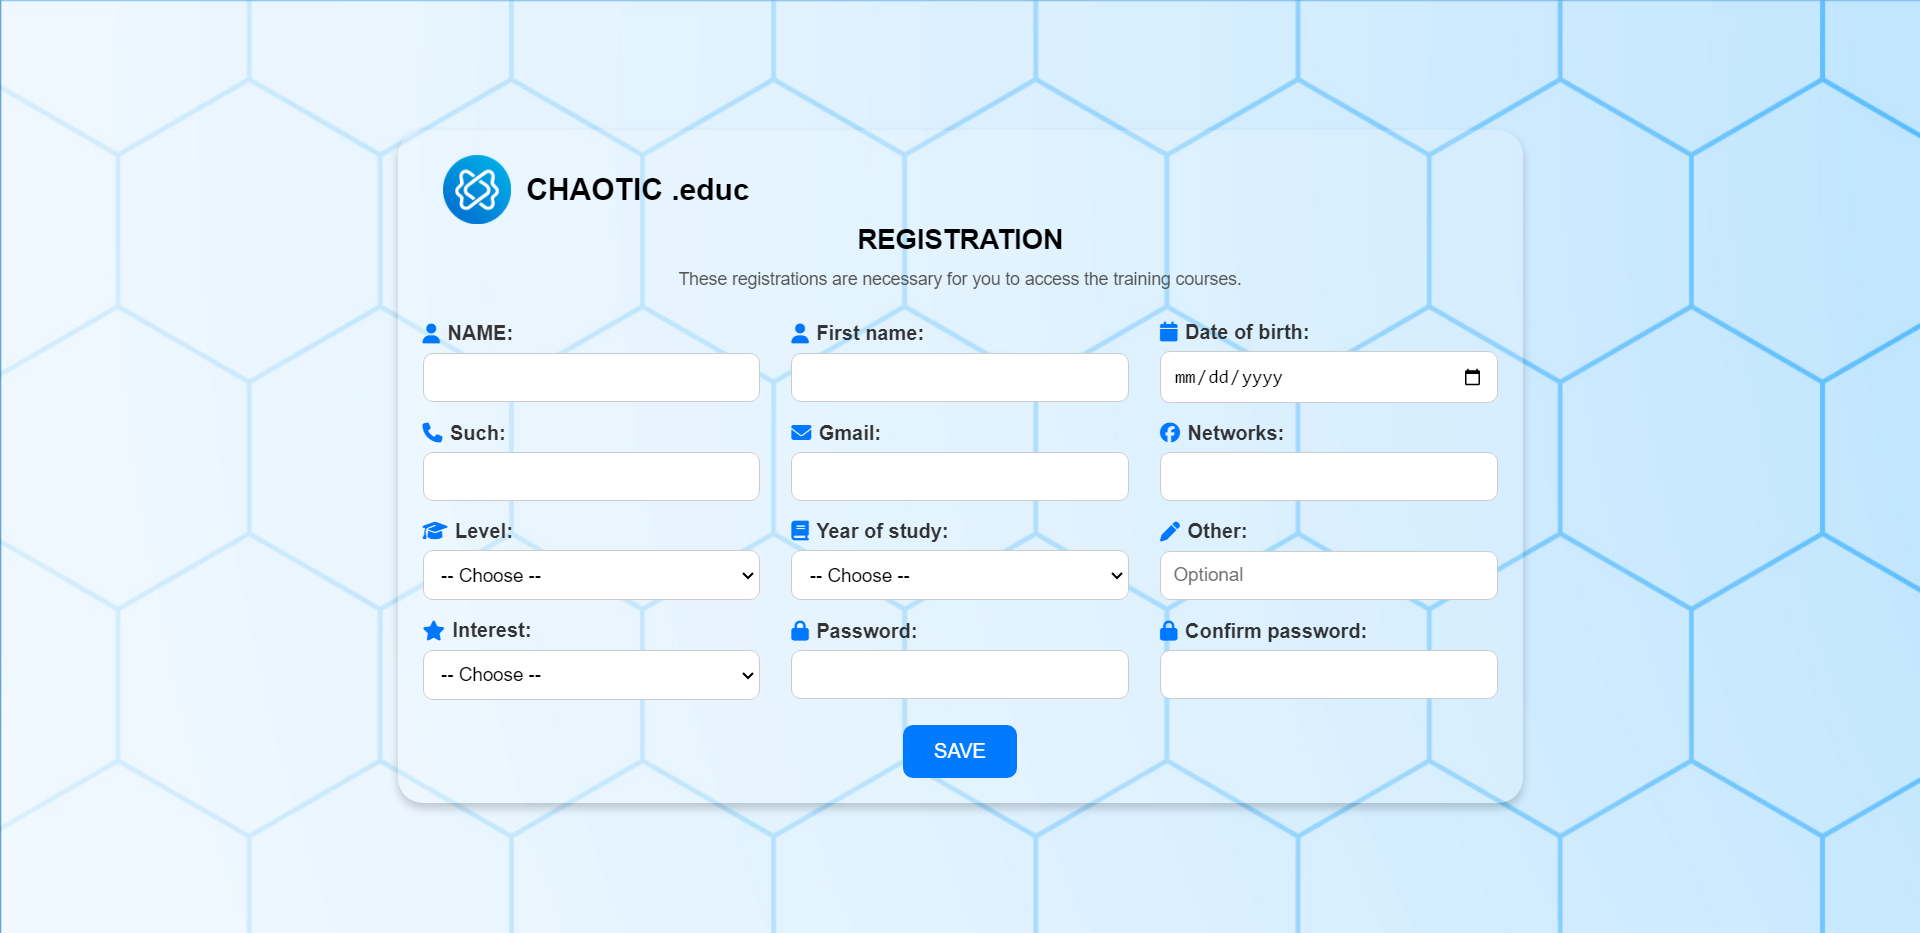 CHAOTIC .educ
REGISTRATION
These registrations are necessary for you to access the training courses.
NAME:
First name:
Date of birth:
mm/dd/yyyy
Such:
Gmail:
Networks:
Level:
Year of study:
Other:
-- Choose --
-- Choose --
Optional
Interest:
Password:
Confirm password:
-- Choose --
SAVE